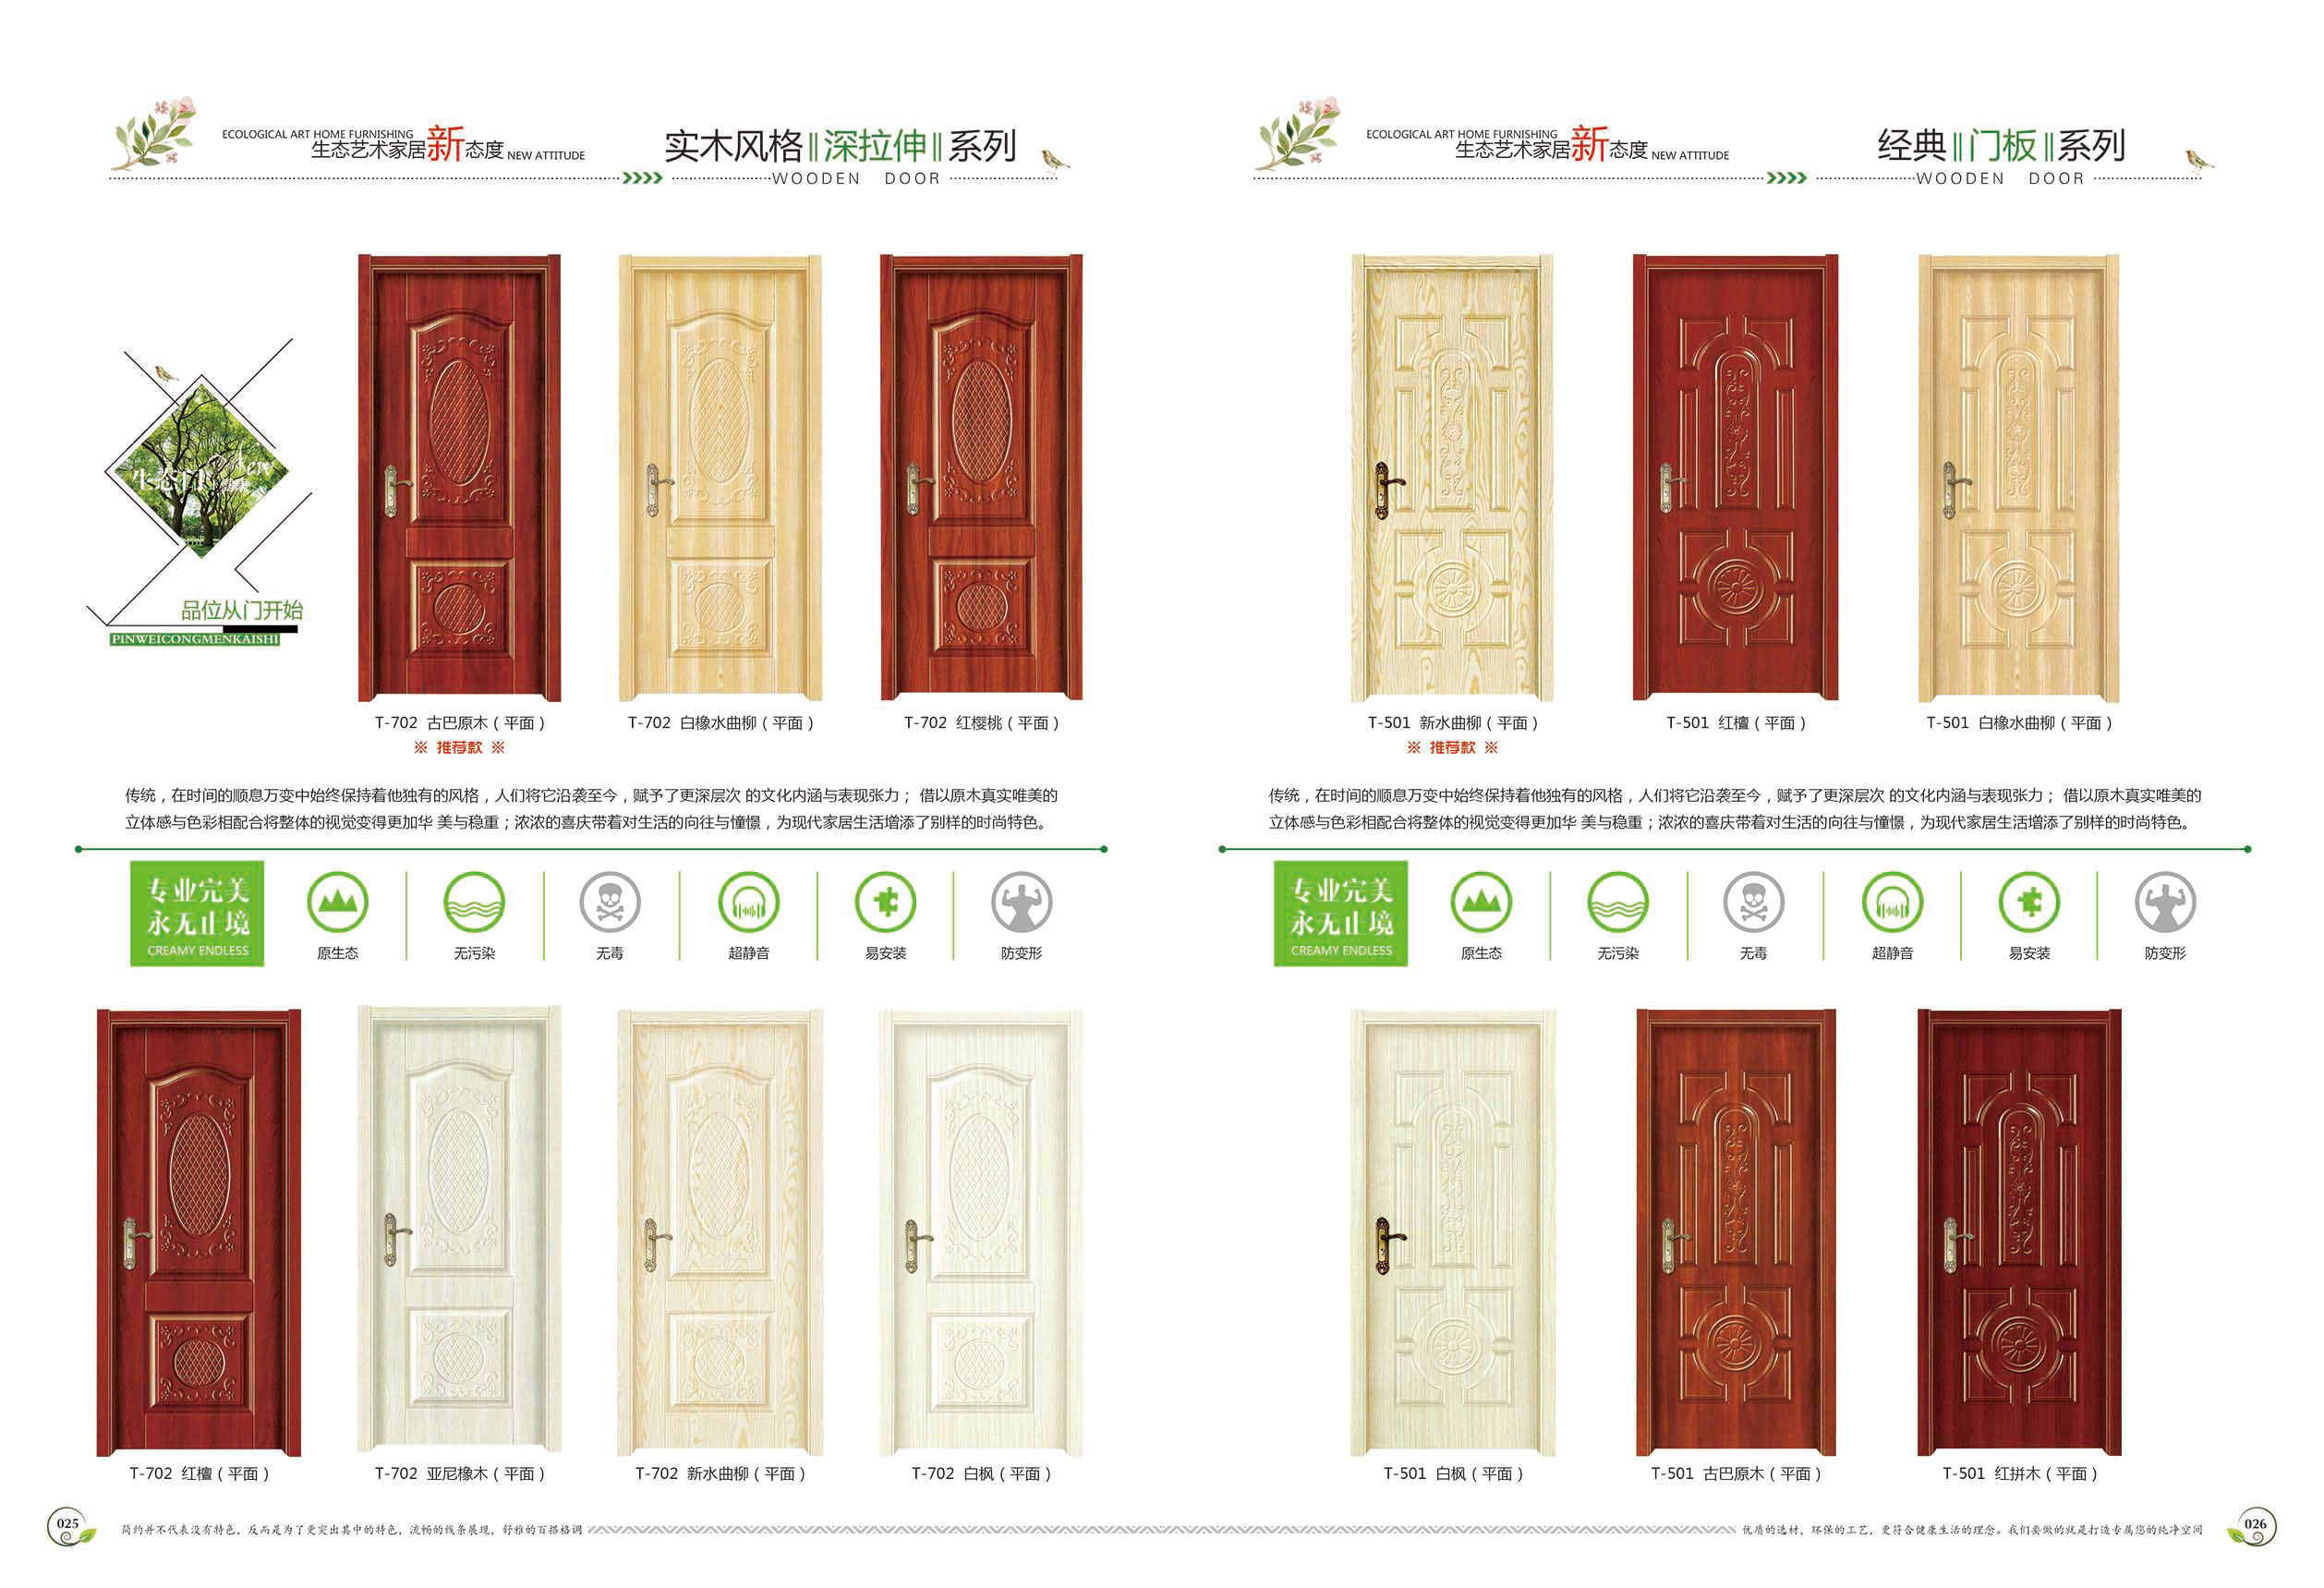 ECOLOGICAL ART HOME FURNISHING
生态艺术家居新态度 NEW ATTITUDE
实木风格‖深拉伸‖系列
WOODEN DOOR
生态门
品位从门开始
PINWEICONGMENKAISHI
T-702 古巴原木（平面）
※ 推荐款 ※
T-702 白橡水曲柳（平面）
T-702 红樱桃（平面）
传统，在时间的顺息万变中始终保持着他独有的风格，人们将它沿袭至今，赋予了更深层次 的文化内涵与表现张力； 借以原木真实唯美的
立体感与色彩相配合将整体的视觉变得更加华 美与稳重；浓浓的喜庆带着对生活的向往与憧憬，为现代家居生活增添了别样的时尚特色。
专业完美
永无止境
CREAMY ENDLESS
原生态
无污染
无毒
超静音
易安装
防变形
T-702 红檀（平面）
T-702 亚尼橡木（平面）
T-702 新水曲柳（平面）
T-702 白枫（平面）
025
简约并不代表没有特色，反而是为了更突出其中的特色，流畅的线条展现，舒雅的百搭格调
ECOLOGICAL ART HOME FURNISHING
生态艺术家居新态度 NEW ATTITUDE
经典‖门板‖系列
WOODEN DOOR
T-501 新水曲柳（平面）
※ 推荐款 ※
T-501 红檀（平面）
T-501 白橡水曲柳（平面）
传统，在时间的顺息万变中始终保持着他独有的风格，人们将它沿袭至今，赋予了更深层次 的文化内涵与表现张力； 借以原木真实唯美的
立体感与色彩相配合将整体的视觉变得更加华 美与稳重；浓浓的喜庆带着对生活的向往与憧憬，为现代家居生活增添了别样的时尚特色。
专业完美
永无止境
CREAMY ENDLESS
原生态
无污染
无毒
超静音
易安装
防变形
T-501 白枫（平面）
T-501 古巴原木（平面）
T-501 红拼木（平面）
优质的选材，环保的工艺，更符合健康生活的理念。我们要做的就是打造专属您的纯净空间
026